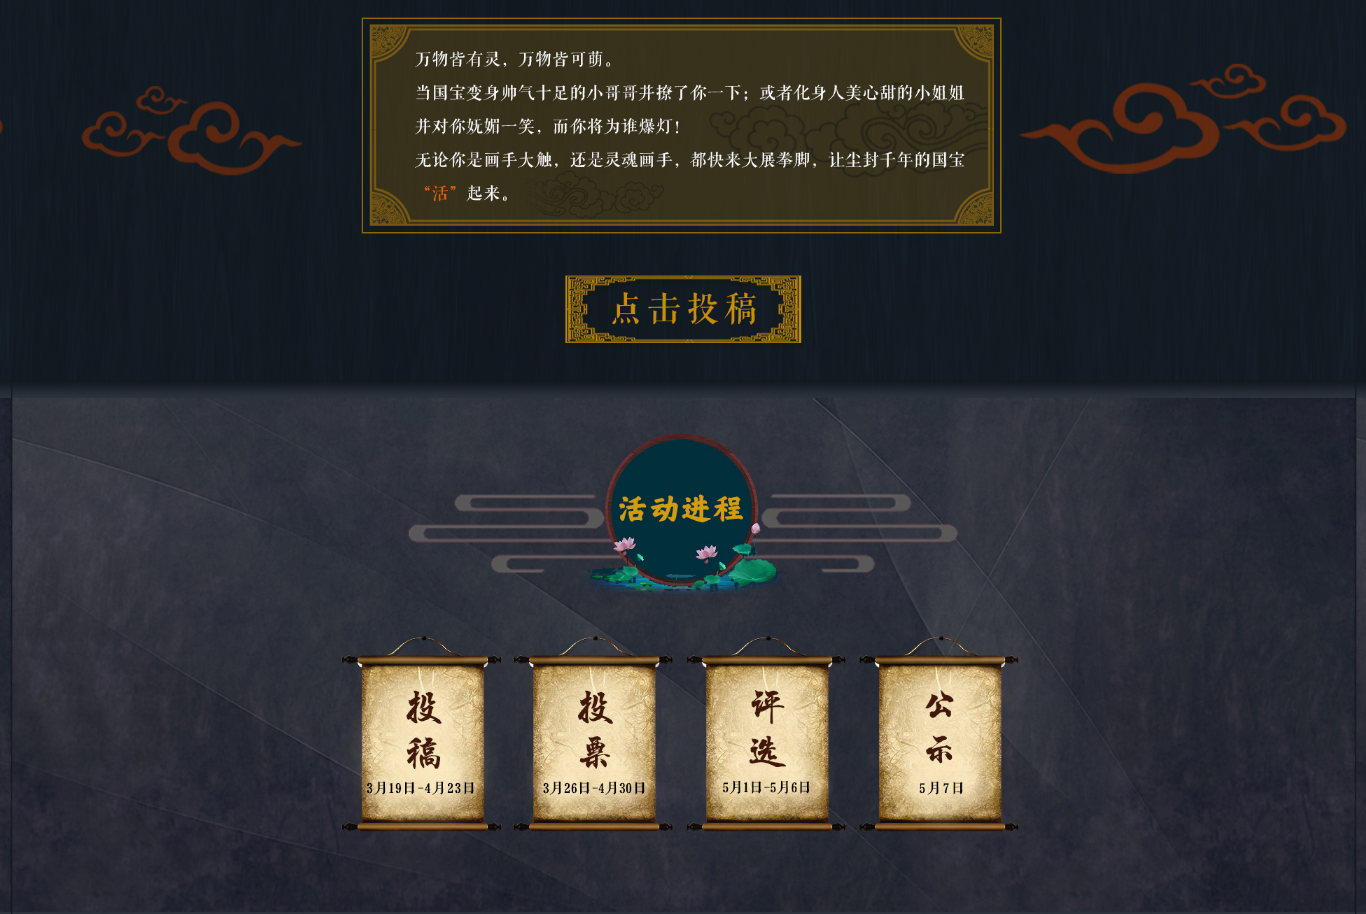 万物皆有灵，万物皆可萌。
当国宝变身帅气十足的小哥哥并撩了你一下；或者化身人美心甜的小姐姐
并对你妩媚一笑，而你将为谁爆灯！
无论你是画手大触，还是灵魂画手，都快来大展拳脚，让尘封千年的国宝
“活”起来。
点击投稿
活动进程
投稿
3月19日-4月23日
投票
3月26日-4月30日
评选
5月1日-5月6日
公示
5月7日